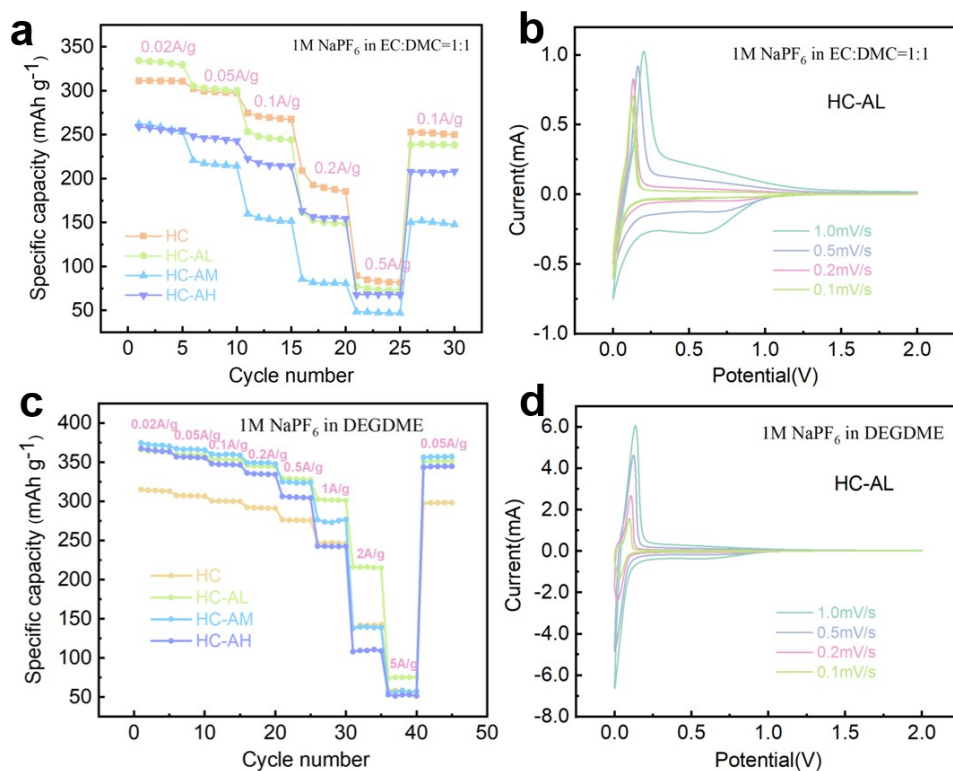 a
1M NaPF6 in EC:DMC=1:1
0.02A/g
0.05A/g
0.1A/g
0.2A/g
0.5A/g
0.1A/g
HC
HC-AL
HC-AM
HC-AH
Specific capacity (mAh g⁻¹)
350
300
250
200
150
100
50
0 5 10 15 20 25 30
Cycle number
b
1M NaPF6 in EC:DMC=1:1
HC-AL
1.0mV/s
0.5mV/s
0.2mV/s
0.1mV/s
Current(mA)
1.0
0.5
0.0
-0.5
-1.0
0.0 0.5 1.0 1.5 2.0
Potential(V)
c
1M NaPF6 in DEGDME
0.02A/g
0.05A/g
0.1A/g
0.2A/g
0.5A/g
1A/g
2A/g
5A/g
0.05A/g
HC
HC-AL
HC-AM
HC-AH
Specific capacity (mAh g⁻¹)
400
350
300
250
200
150
100
50
0 5 10 15 20 25 30 35 40 45 50
Cycle number
d
1M NaPF6 in DEGDME
HC-AL
1.0mV/s
0.5mV/s
0.2mV/s
0.1mV/s
Current(mA)
6.0
4.0
2.0
0.0
-2.0
-4.0
-6.0
-8.0
0.0 0.5 1.0 1.5 2.0
Potential(V)